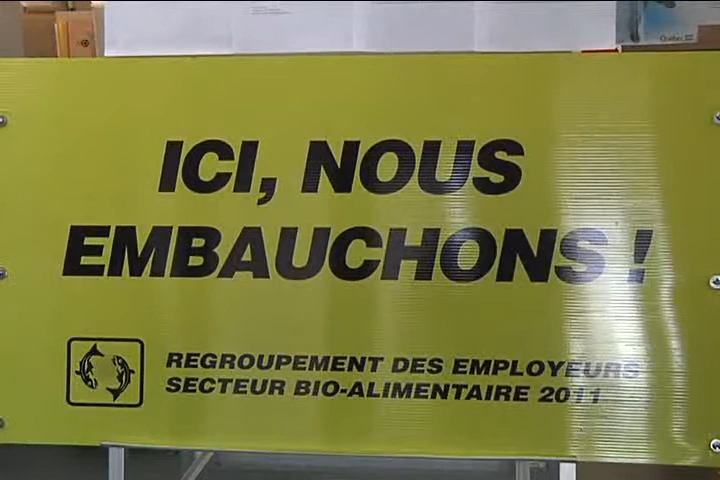 ICI, NOUS
EMBAUCHONS !
REGROUPEMENT DES EMPLOYEURS
SECTEUR BIO-ALIMENTAIRE 2011